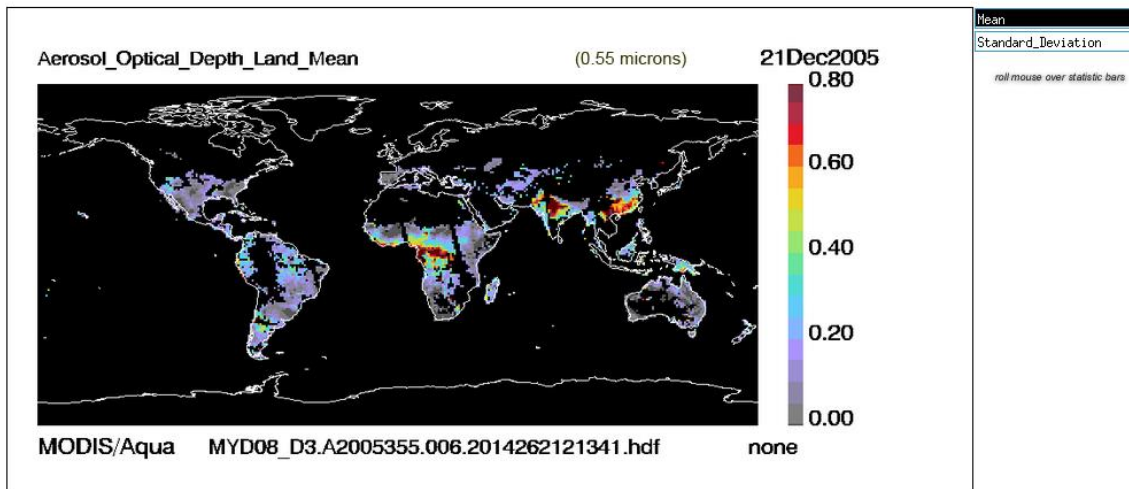 Aerosol_Optical_Depth_Land_Mean (0.55 microns) 21Dec2005
0.80
0.60
0.40
0.20
0.00
MODIS/Aqua MYD08_D3.A2005355.006.2014262121341.hdf none
Mean
Standard_Deviation
roll mouse over statistic bars